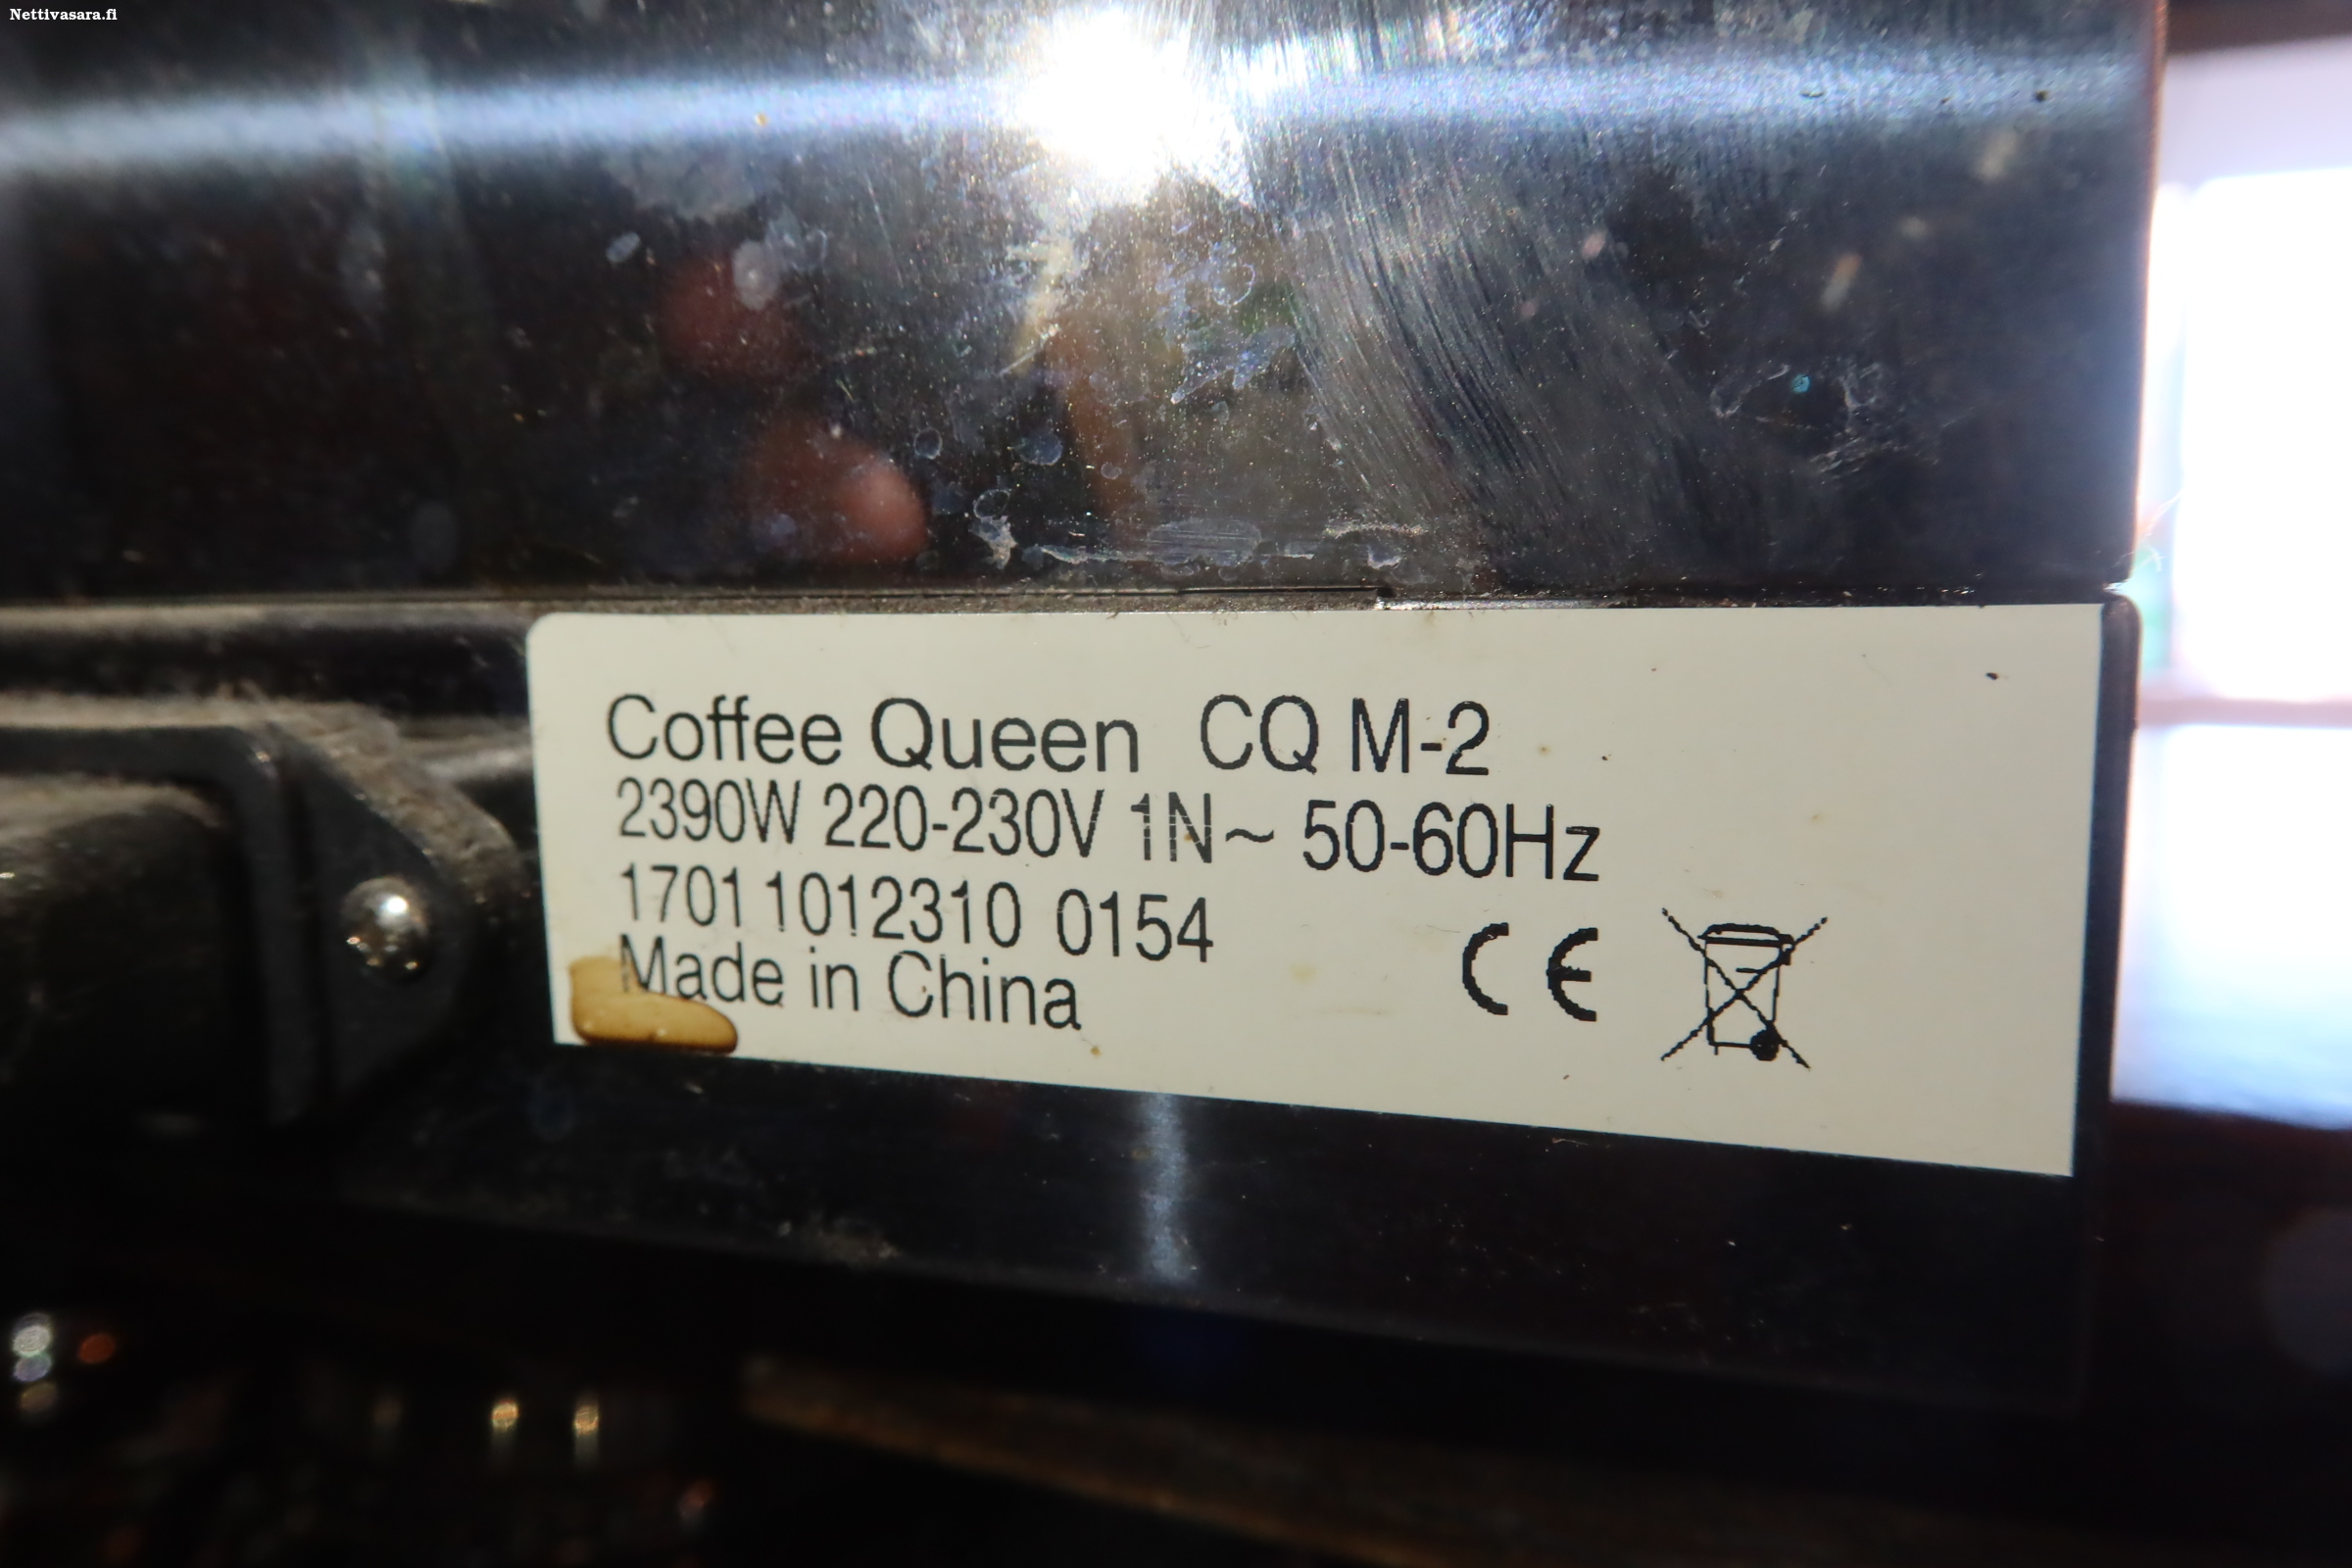 Nettivasara.fi
Coffee Queen CQ M-2
2390W 220-230V 1N~ 50-60Hz
1701 1012310 0154
Made in China
CE